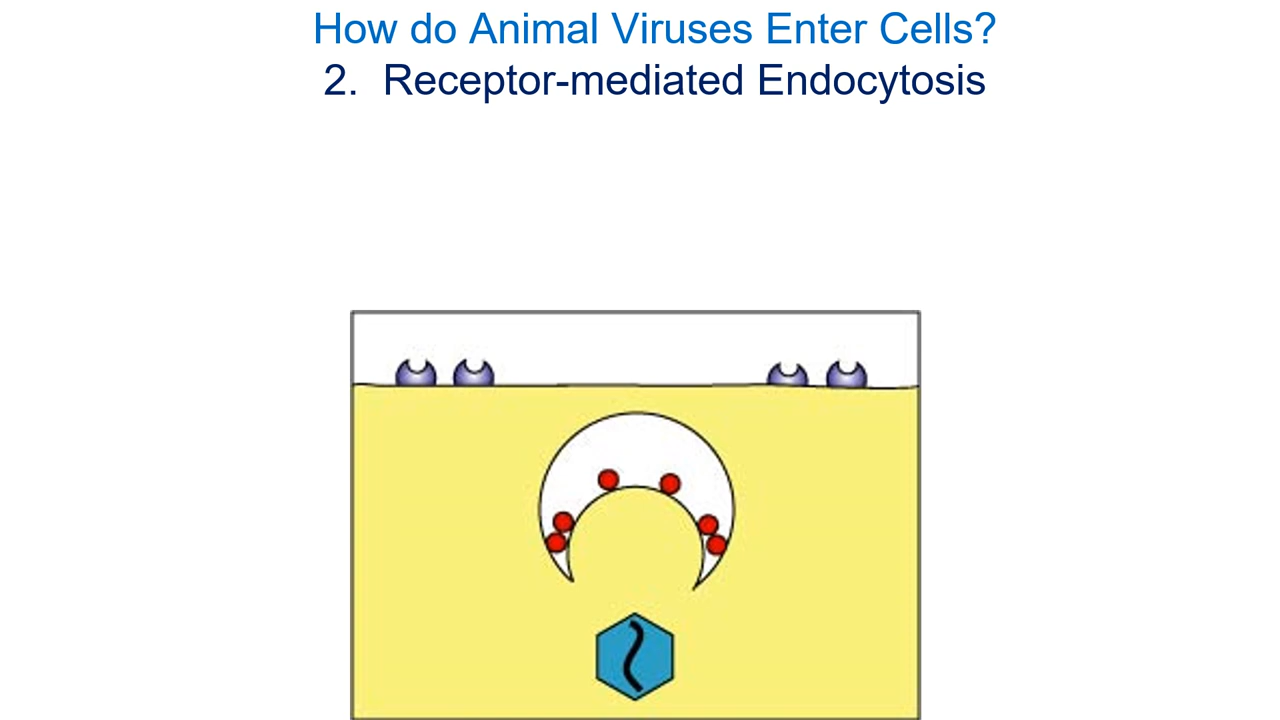 How do Animal Viruses Enter Cells?
2. Receptor-mediated Endocytosis